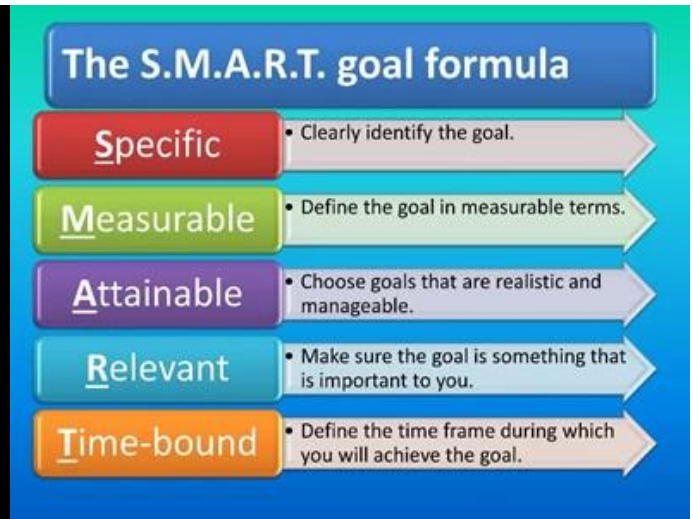 The S.M.A.R.T. goal formula
Specific
• Clearly identify the goal.
Measurable
• Define the goal in measurable terms.
Attainable
• Choose goals that are realistic and
manageable.
Relevant
• Make sure the goal is something that
is important to you.
Time-bound
• Define the time frame during which
you will achieve the goal.